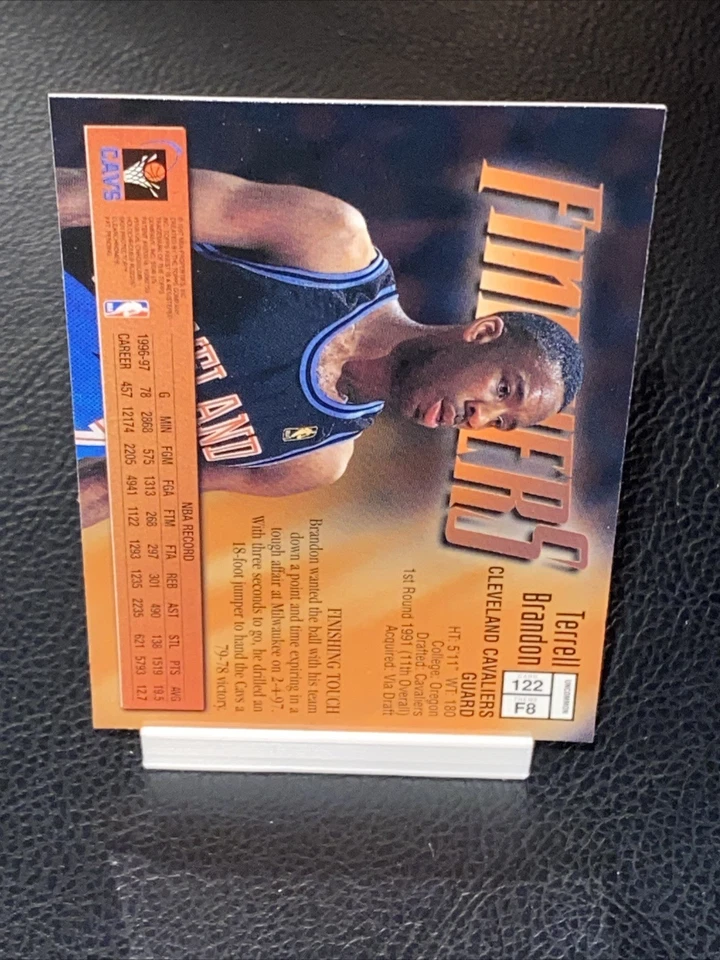 FINISHERS
Terrell
Brandon
UNCOMMON
122
F8
CLEVELAND CAVALIERS
GUARD
HT: 5'11" WT: 180
College: Oregon
Drafted: Cavaliers
1st Round 1991 (11th Overall)
Acquired: Via Draft
FINISHING TOUCH
Brandon wanted the ball with his team
down a point and time expiring in a
tough affair at Milwaukee on 2-4-97.
With three seconds to go, he drilled an
18-foot jumper to hand the Cavs a
79-78 victory.
ELAND
CAVS
NBA RECORD
G MIN FGM FGA FTM FTA REB AST STL PTS AVG
1996-97 78 2868 575 1313 268 297 301 490 138 1519 19.5
CAREER 457 12174 2205 4941 1122 1293 1235 2235 621 5793 12.7